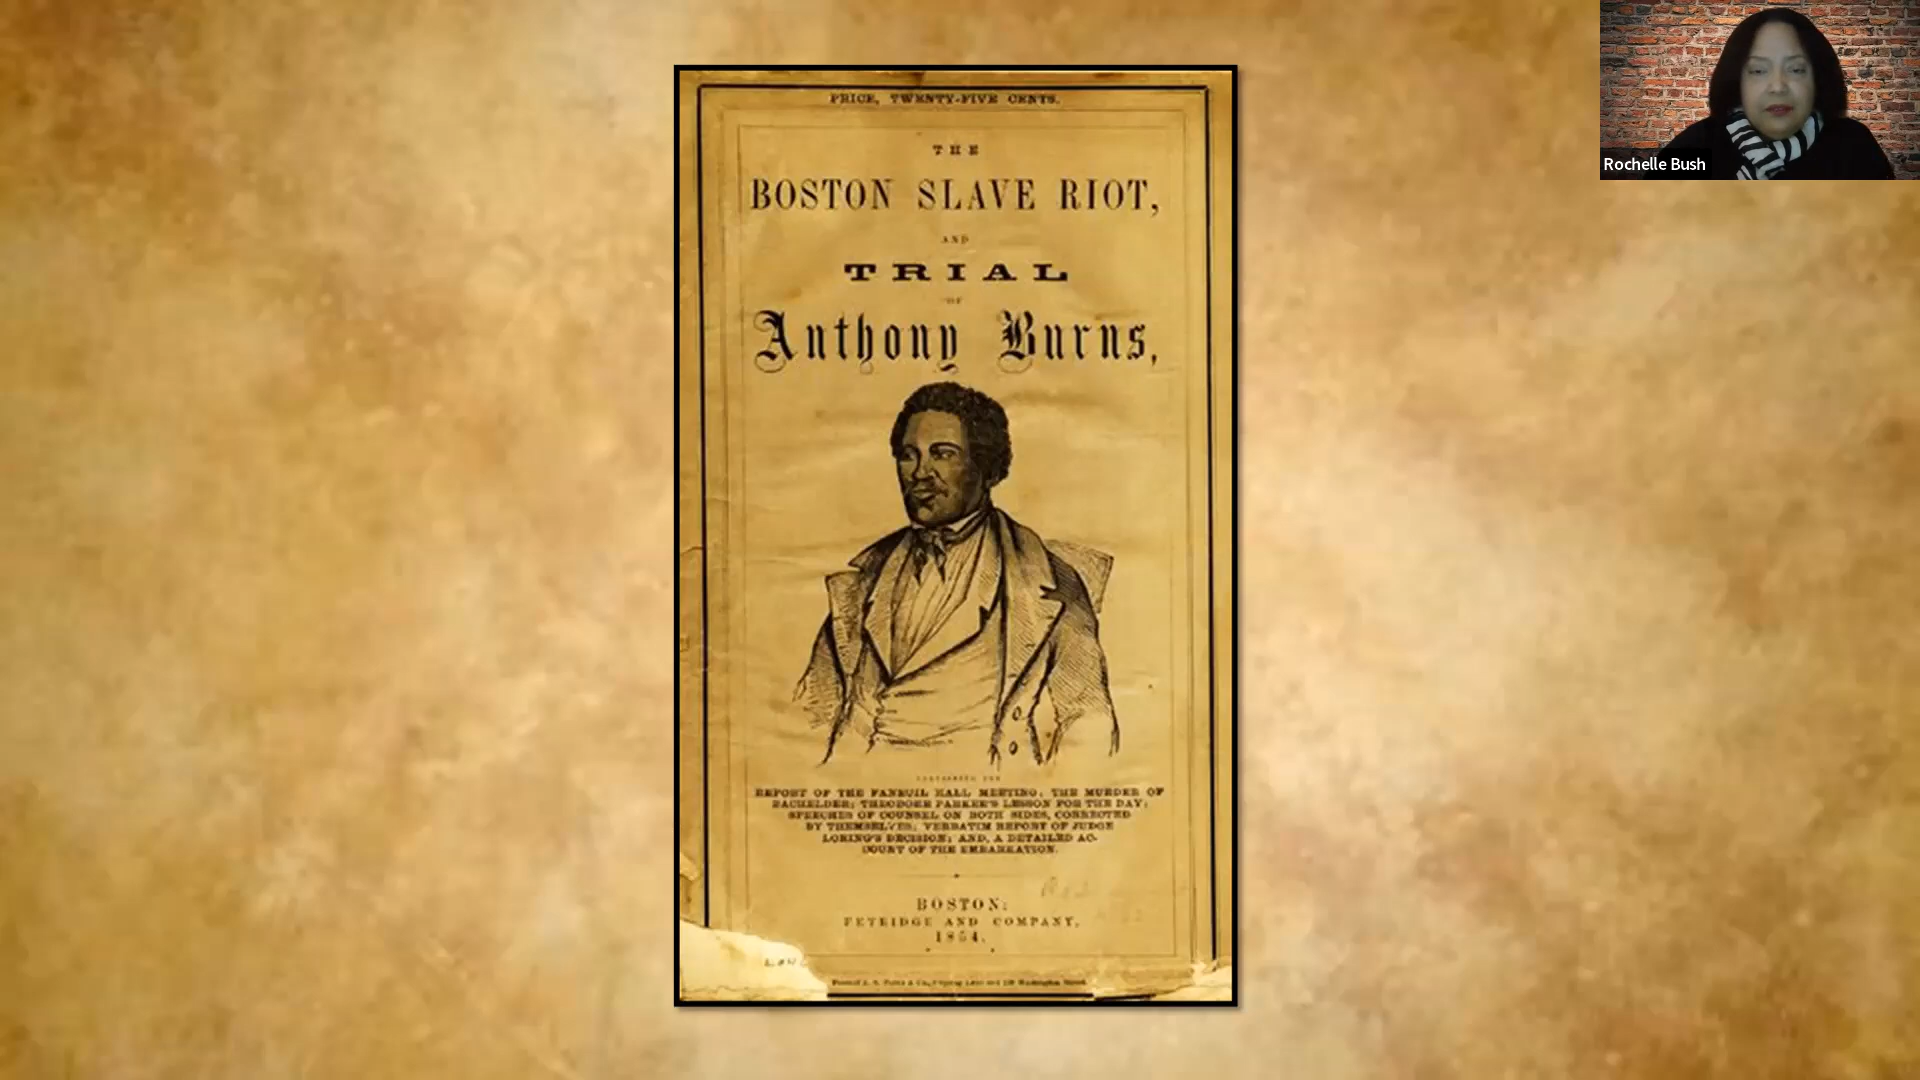 PRICE, TWENTY-FIVE CENTS.
THE
BOSTON SLAVE RIOT,
AND
TRIAL
OF
Anthony Burns,
CONTAINING THE
REPORT OF THE FANEUIL HALL MEETING; THE MURDER OF
BACHELDER; THEODORE PARKER'S LESSON FOR THE DAY;
SPEECHES OF COUNSEL ON BOTH SIDES, CORRECTED
BY THEMSELVES; VERBATIM REPORT OF JUDGE
LORING'S DECISION; AND, A DETAILED AC-
COUNT OF THE EMBARKATION.
BOSTON:
FETRIDGE AND COMPANY,
1854.
Rochelle Bush